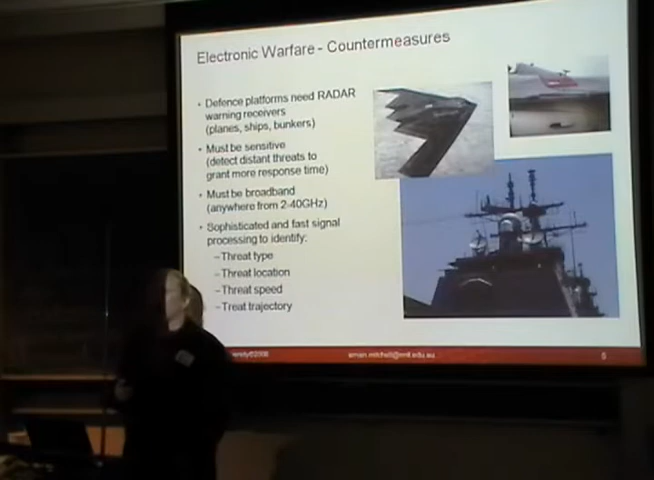 Electronic Warfare - Countermeasures
• Defence platforms need RADAR
warning receivers
(planes, ships, bunkers)
• Must be sensitive
(detect distant threats to
grant more response time)
• Must be broadband
(anywhere from 2-40GHz)
• Sophisticated and fast signal
processing to identify:
– Threat type
– Threat location
– Threat speed
– Treat trajectory